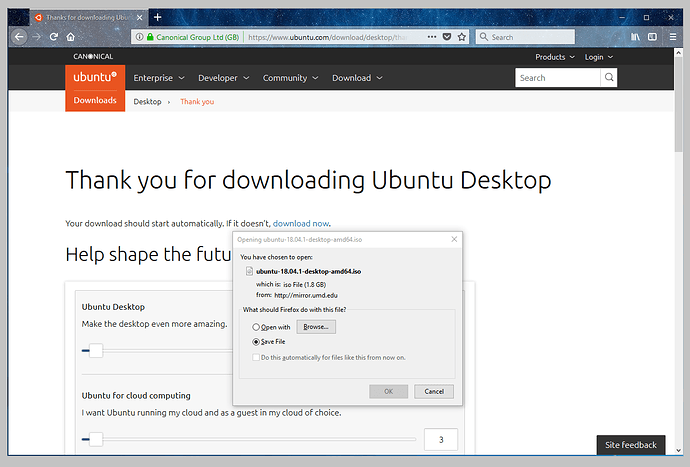 Thanks for downloading Ubun
Canonical Group Ltd (GB)
https://www.ubuntu.com/download/desktop/tha
Search
CANONICAL
Products
Login
ubuntu
Enterprise
Developer
Community
Download
Search
Downloads
Desktop › Thank you
Thank you for downloading Ubuntu Desktop
Your download should start automatically. If it doesn't, download now.
Help shape the futu
Opening ubuntu-18.04.1-desktop-amd64.iso
You have chosen to open:
ubuntu-18.04.1-desktop-amd64.iso
which is: iso File (1.8 GB)
from: http://mirror.umd.edu
What should Firefox do with this file?
Open with
Browse...
Save File
Do this automatically for files like this from now on.
OK
Cancel
Ubuntu Desktop
Make the desktop even more amazing.
Ubuntu for cloud computing
I want Ubuntu running my cloud and as a guest in my cloud of choice.
3
Site feedback